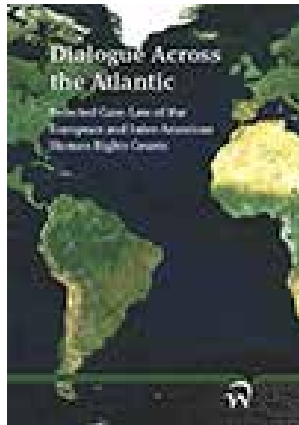 Dialogue Across
the Atlantic
Selected Case-Law of the
European and Inter-American
Human Rights Courts